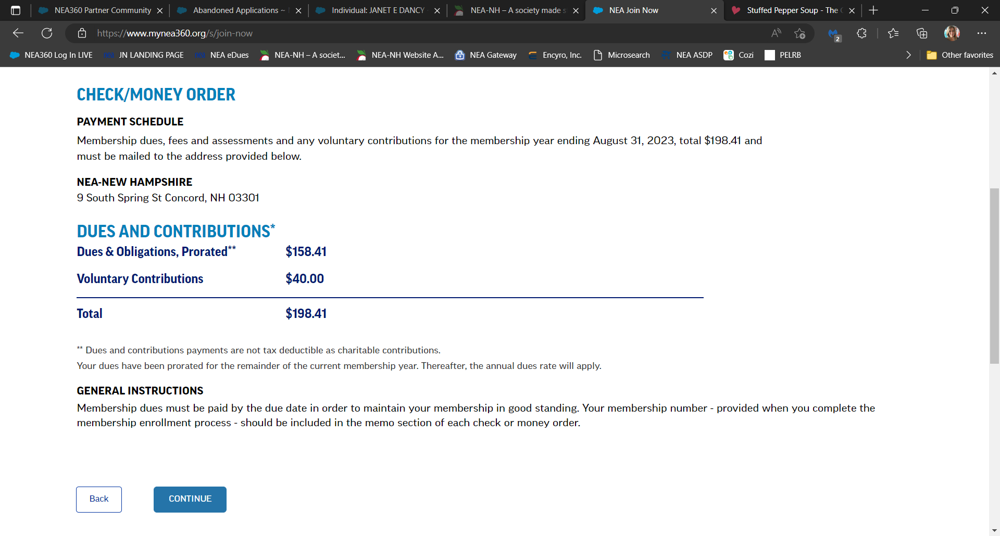 NEA360 Partner Community
Abandoned Applications ~
Individual: JANET E DANCY
NEA-NH – A society made s
NEA Join Now
Stuffed Pepper Soup - The
https://www.mynea360.org/s/join-now
2
NEA360 Log In LIVE
nea JN LANDING PAGE
nea NEA eDues
NEA-NH – A societ...
NEA-NH Website A...
NEA Gateway
Encyro, Inc.
Microsearch
NEA ASDP
Cozi
PELRB
Other favorites
CHECK/MONEY ORDER
PAYMENT SCHEDULE
Membership dues, fees and assessments and any voluntary contributions for the membership year ending August 31, 2023, total $198.41 and
must be mailed to the address provided below.
NEA-NEW HAMPSHIRE
9 South Spring St Concord, NH 03301
DUES AND CONTRIBUTIONS*
Dues & Obligations, Prorated** $158.41
Voluntary Contributions $40.00
Total $198.41
** Dues and contributions payments are not tax deductible as charitable contributions.
Your dues have been prorated for the remainder of the current membership year. Thereafter, the annual dues rate will apply.
GENERAL INSTRUCTIONS
Membership dues must be paid by the due date in order to maintain your membership in good standing. Your membership number - provided when you complete the
membership enrollment process - should be included in the memo section of each check or money order.
Back
CONTINUE